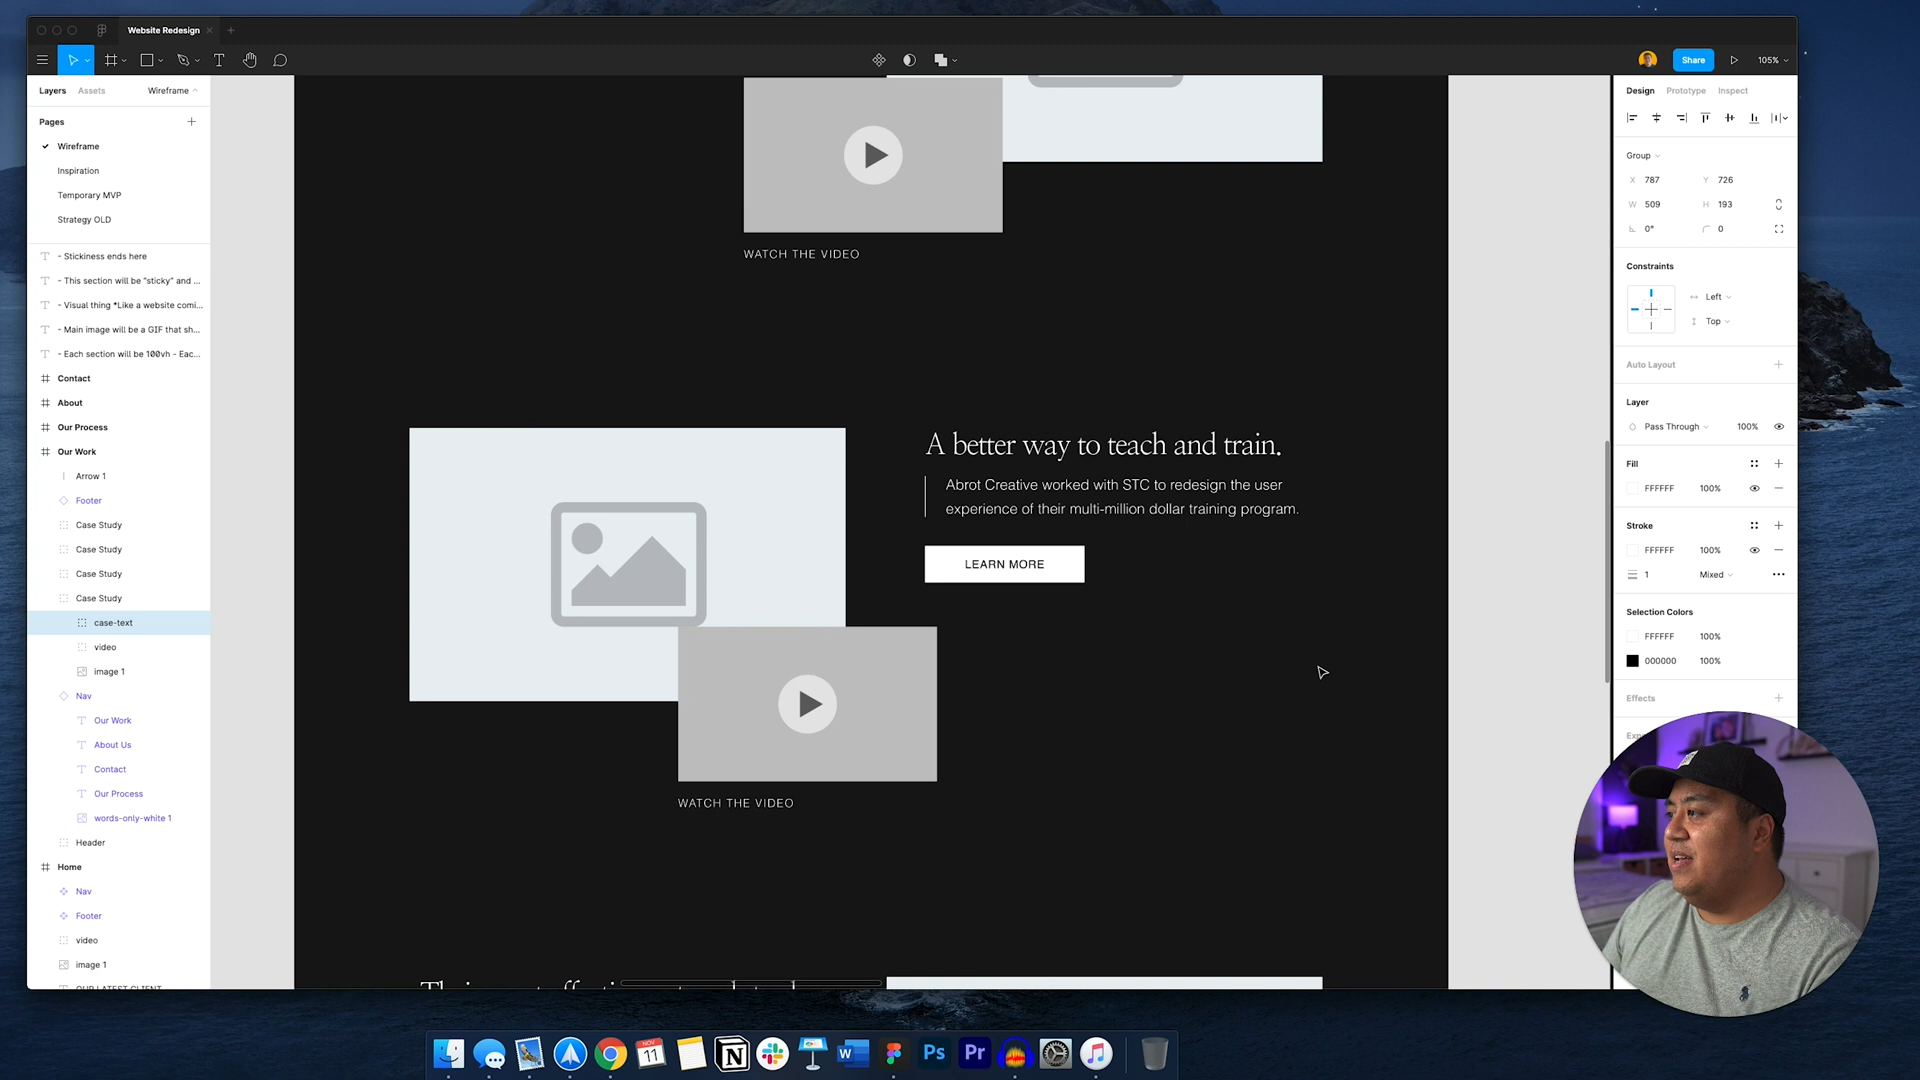 Website Redesign
Share
105%
Layers
Assets
Wireframe
Pages
Wireframe
Inspiration
Temporary MVP
Strategy OLD
- Stickiness ends here
- This section will be "sticky" and ...
- Visual thing *Like a website comi...
- Main image will be a GIF that sh...
- Each section will be 100vh - Eac...
Contact
About
Our Process
Our Work
Arrow 1
Footer
Case Study
Case Study
Case Study
Case Study
case-text
video
image 1
Nav
Our Work
About Us
Contact
Our Process
words-only-white 1
Header
Home
Nav
Footer
video
image 1
OUR LATEST CLIENT
WATCH THE VIDEO
A better way to teach and train.
Abrot Creative worked with STC to redesign the user
experience of their multi-million dollar training program.
LEARN MORE
WATCH THE VIDEO
Design
Prototype
Inspect
Group
X 787
Y 726
W 509
H 193
0°
0
Constraints
Left
Top
Auto Layout
Layer
Pass Through
100%
Fill
FFFFFF
100%
Stroke
FFFFFF
100%
1
Mixed
Selection Colors
FFFFFF
100%
000000
100%
Effects
NOV
11
N
W
Ps
Pr